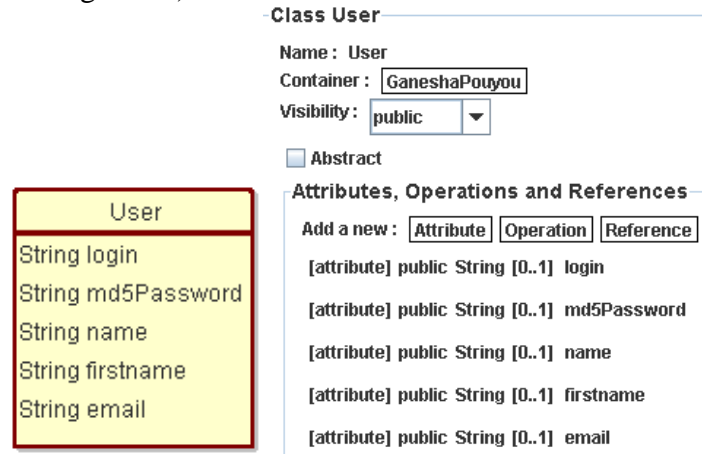 Class User
Name : User
Container : GaneshaPouyou
Visibility : public
Abstract
Attributes, Operations and References
Add a new : Attribute Operation Reference
[attribute] public String [0..1] login
[attribute] public String [0..1] md5Password
[attribute] public String [0..1] name
[attribute] public String [0..1] firstname
[attribute] public String [0..1] email
User
String login
String md5Password
String name
String firstname
String email